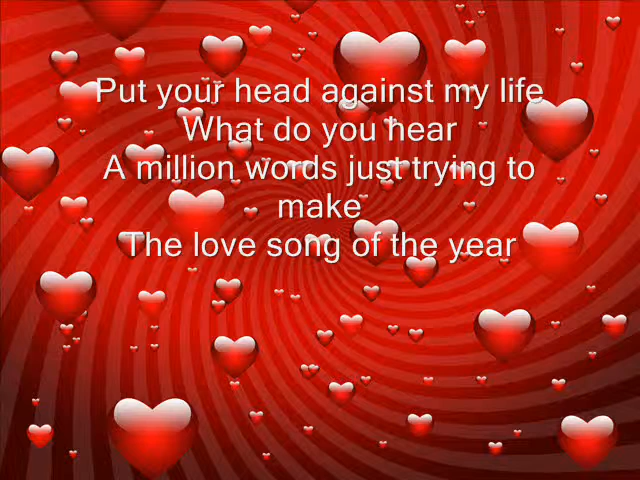 Put your head against my life
What do you hear
A million words just trying to
make
The love song of the year